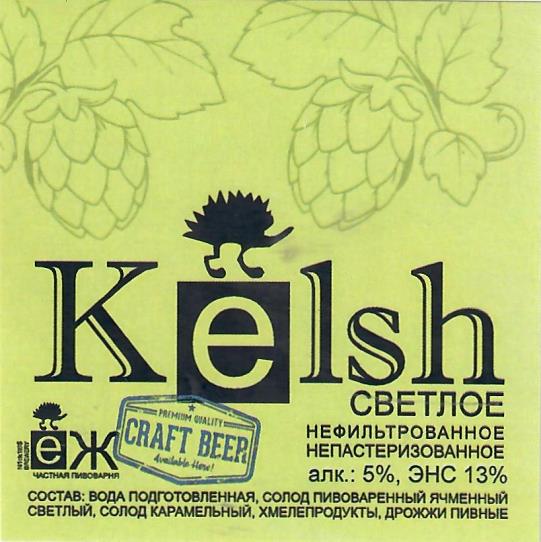 Kelsh
СВЕТЛОЕ
НЕФИЛЬТРОВАННОЕ
НЕПАСТЕРИЗОВАННОЕ
алк.: 5%, ЭНС 13%
PREMIUM QUALITY
CRAFT BEER
Available Here!
ёж
ЧАСТНАЯ ПИВОВАРНЯ
СОСТАВ: ВОДА ПОДГОТОВЛЕННАЯ, СОЛОД ПИВОВАРЕННЫЙ ЯЧМЕННЫЙ
СВЕТЛЫЙ, СОЛОД КАРАМЕЛЬНЫЙ, ХМЕЛЕПРОДУКТЫ, ДРОЖЖИ ПИВНЫЕ